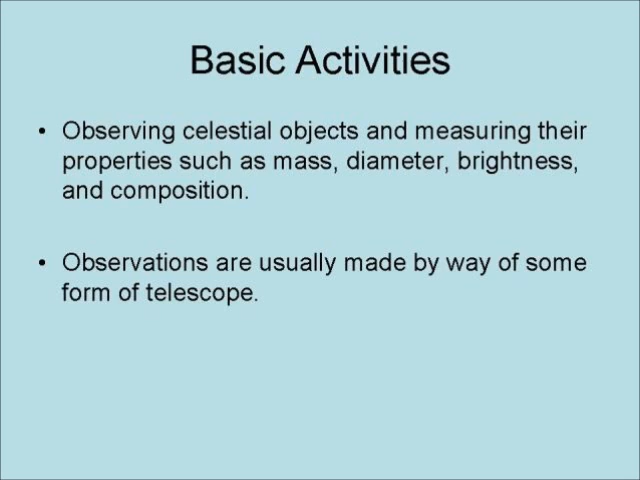 Basic Activities
• Observing celestial objects and measuring their
properties such as mass, diameter, brightness,
and composition.
• Observations are usually made by way of some
form of telescope.